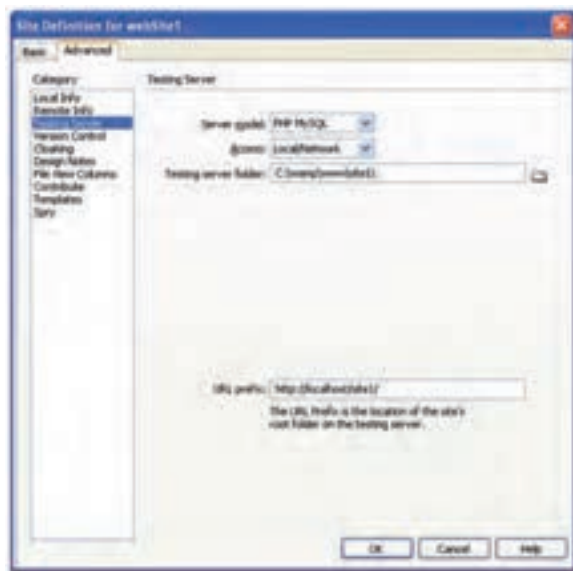 Site Definition for webSite1
Basic Advanced
Category
Local Info
Remote Info
Testing Server
Version Control
Cloaking
Design Notes
File View Columns
Contribute
Templates
Spry
Testing Server
Server model: PHP MySQL
Access: Local/Network
Testing server folder: C:\wamp\www\site1\
URL prefix: http://localhost/site1/
The URL Prefix is the location of the site's
root folder on the testing server.
OK Cancel Help